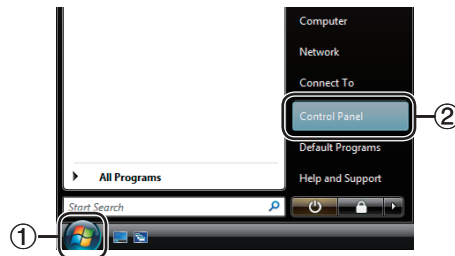 Computer
Network
Connect To
Control Panel
②
Default Programs
All Programs
Help and Support
Start Search
①